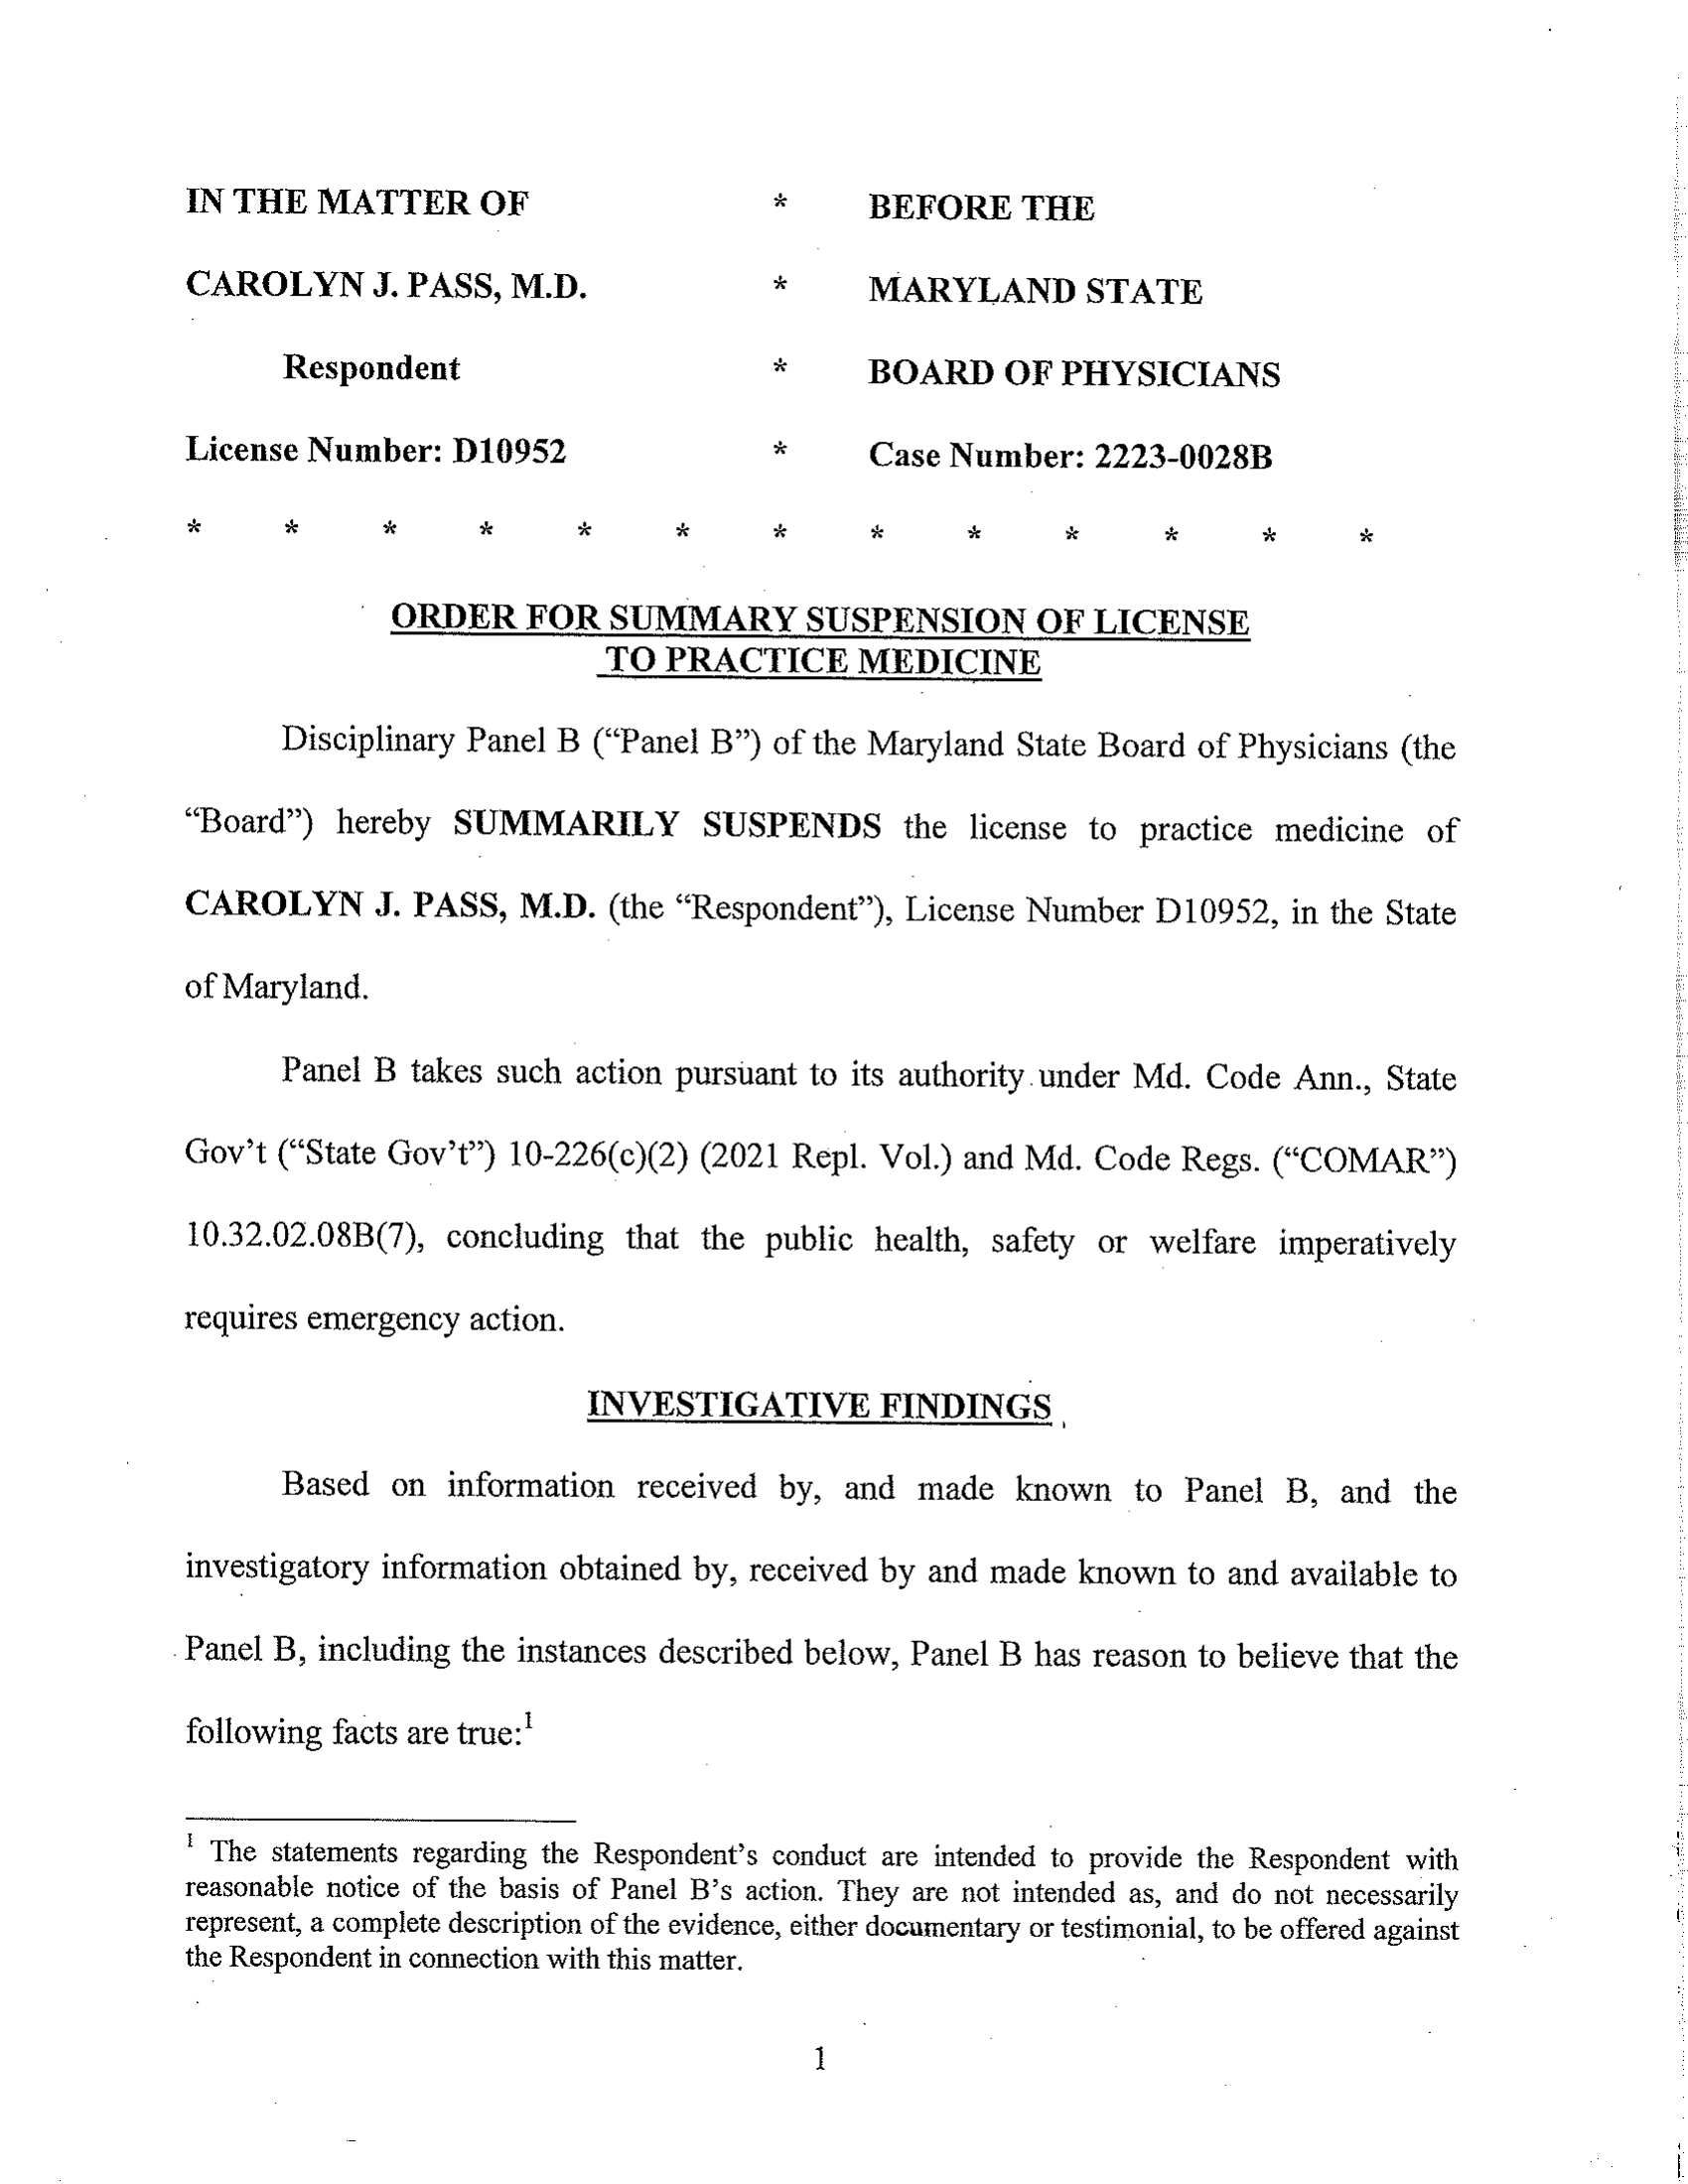 IN THE MATTER OF * BEFORE THE
CAROLYN J. PASS, M.D. * MARYLAND STATE
Respondent * BOARD OF PHYSICIANS
License Number: D10952 * Case Number: 2223-0028B
* * * * * * * * * * * * *
ORDER FOR SUMMARY SUSPENSION OF LICENSE
TO PRACTICE MEDICINE
Disciplinary Panel B (“Panel B”) of the Maryland State Board of Physicians (the
“Board”) hereby SUMMARILY SUSPENDS the license to practice medicine of
CAROLYN J. PASS, M.D. (the “Respondent”), License Number D10952, in the State
of Maryland.
Panel B takes such action pursuant to its authority under Md. Code Ann., State
Gov’t (“State Gov’t”) 10-226(c)(2) (2021 Repl. Vol.) and Md. Code Regs. (“COMAR”)
10.32.02.08B(7), concluding that the public health, safety or welfare imperatively
requires emergency action.
INVESTIGATIVE FINDINGS
Based on information received by, and made known to Panel B, and the
investigatory information obtained by, received by and made known to and available to
Panel B, including the instances described below, Panel B has reason to believe that the
following facts are true:1
1 The statements regarding the Respondent’s conduct are intended to provide the Respondent with
reasonable notice of the basis of Panel B’s action. They are not intended as, and do not necessarily
represent, a complete description of the evidence, either documentary or testimonial, to be offered against
the Respondent in connection with this matter.
1